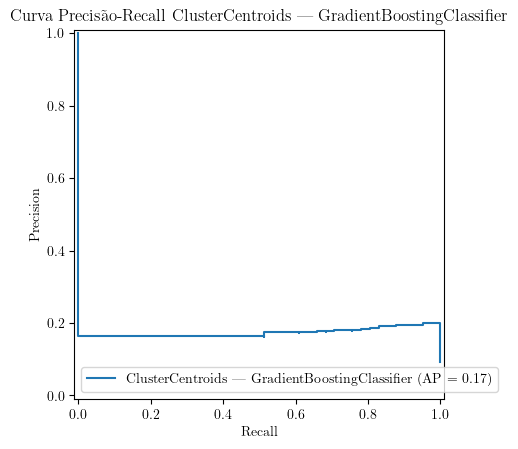 Curva Precisão-Recall ClusterCentroids — GradientBoostingClassifier
1.0
0.8
0.6
0.4
0.2
0.0
Precision
ClusterCentroids — GradientBoostingClassifier (AP = 0.17)
0.0 0.2 0.4 0.6 0.8 1.0
Recall